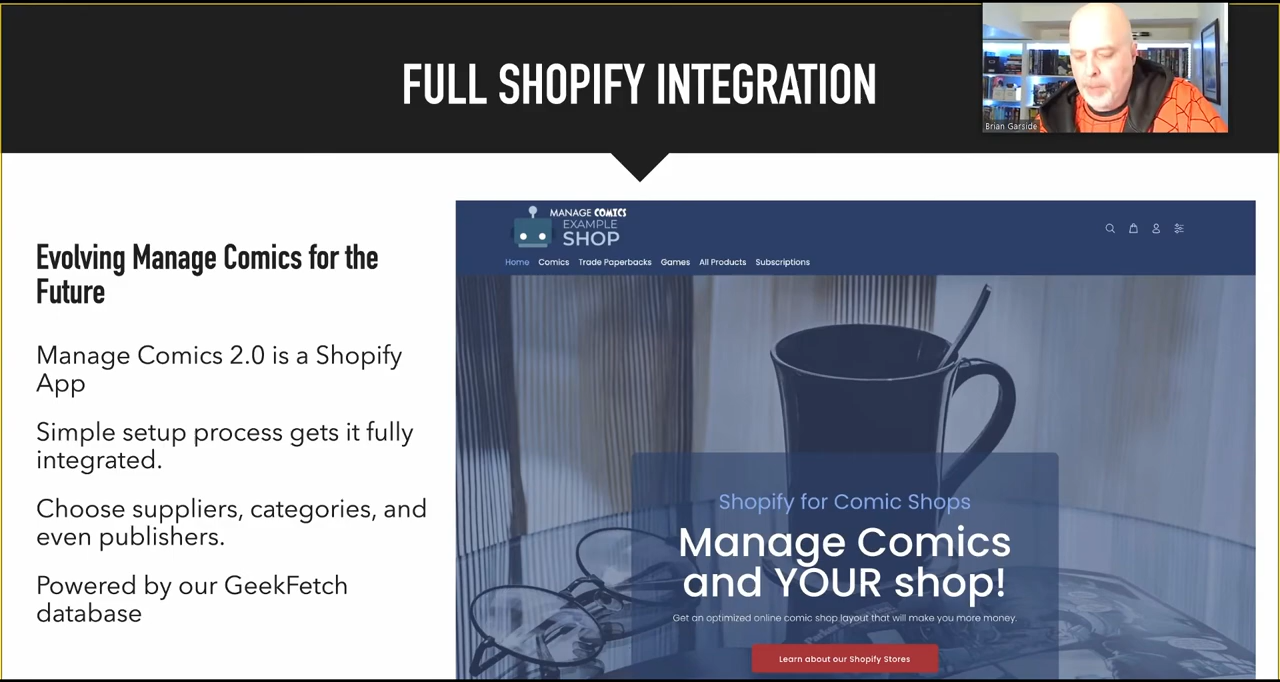 FULL SHOPIFY INTEGRATION
Brian Garside
Evolving Manage Comics for the
Future
Manage Comics 2.0 is a Shopify
App
Simple setup process gets it fully
integrated.
Choose suppliers, categories, and
even publishers.
Powered by our GeekFetch
database
MANAGE COMICS
EXAMPLE
SHOP
Home Comics Trade Paperbacks Games All Products Subscriptions
Shopify for Comic Shops
Manage Comics
and YOUR shop!
Get an optimized online comic shop layout that will make you more money.
Learn about our Shopify Stores